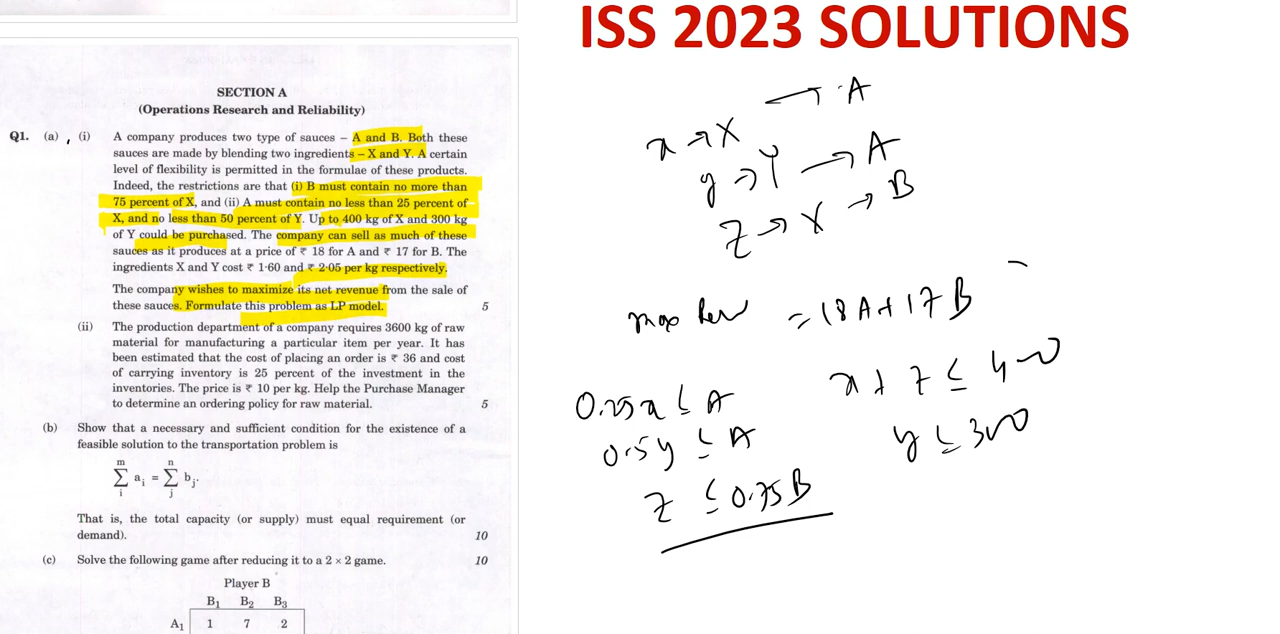 ISS 2023 SOLUTIONS
SECTION A
(Operations Research and Reliability)
Q1. (a) (i) A company produces two type of sauces – A and B. Both these
sauces are made by blending two ingredients – X and Y. A certain
level of flexibility is permitted in the formulae of these products.
Indeed, the restrictions are that (i) B must contain no more than
75 percent of X, and (ii) A must contain no less than 25 percent of
X, and no less than 50 percent of Y. Up to 400 kg of X and 300 kg
of Y could be purchased. The company can sell as much of these
sauces as it produces at a price of ₹ 18 for A and ₹ 17 for B. The
ingredients X and Y cost ₹ 1·60 and ₹ 2·05 per kg respectively.
The company wishes to maximize its net revenue from the sale of
these sauces. Formulate this problem as LP model. 5
(ii) The production department of a company requires 3600 kg of raw
material for manufacturing a particular item per year. It has
been estimated that the cost of placing an order is ₹ 36 and cost
of carrying inventory is 25 percent of the investment in the
inventories. The price is ₹ 10 per kg. Help the Purchase Manager
to determine an ordering policy for raw material. 5
(b) Show that a necessary and sufficient condition for the existence of a
feasible solution to the transportation problem is
m n
∑ aᵢ = ∑ bⱼ.
i j
That is, the total capacity (or supply) must equal requirement (or
demand). 10
(c) Solve the following game after reducing it to a 2 × 2 game. 10
Player B
B₁ B₂ B₃
A₁ 1 7 2
x → X → A
y → Y → A
z → X → B
max Rev = 18A + 17B
x + z ≤ 400
y ≤ 300
0.25x ≤ A
0.5y ≤ A
z ≤ 0.75B